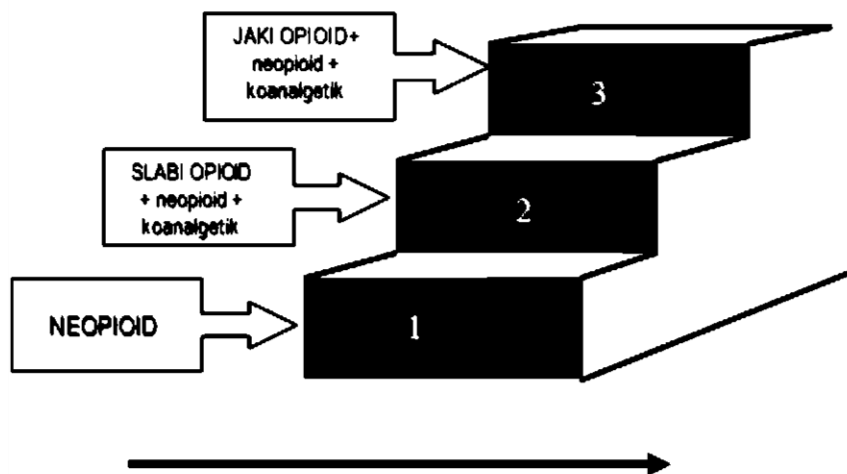 JAKI OPIOID+
neopioid +
koanalgetik
3
SLABI OPIOID
+ neopioid +
koanalgetik
2
NEOPIOID
1